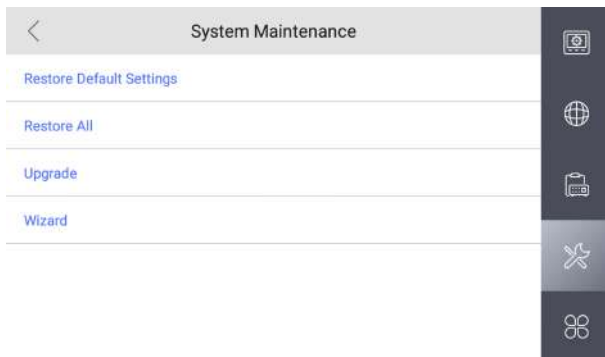 System Maintenance
Restore Default Settings
Restore All
Upgrade
Wizard